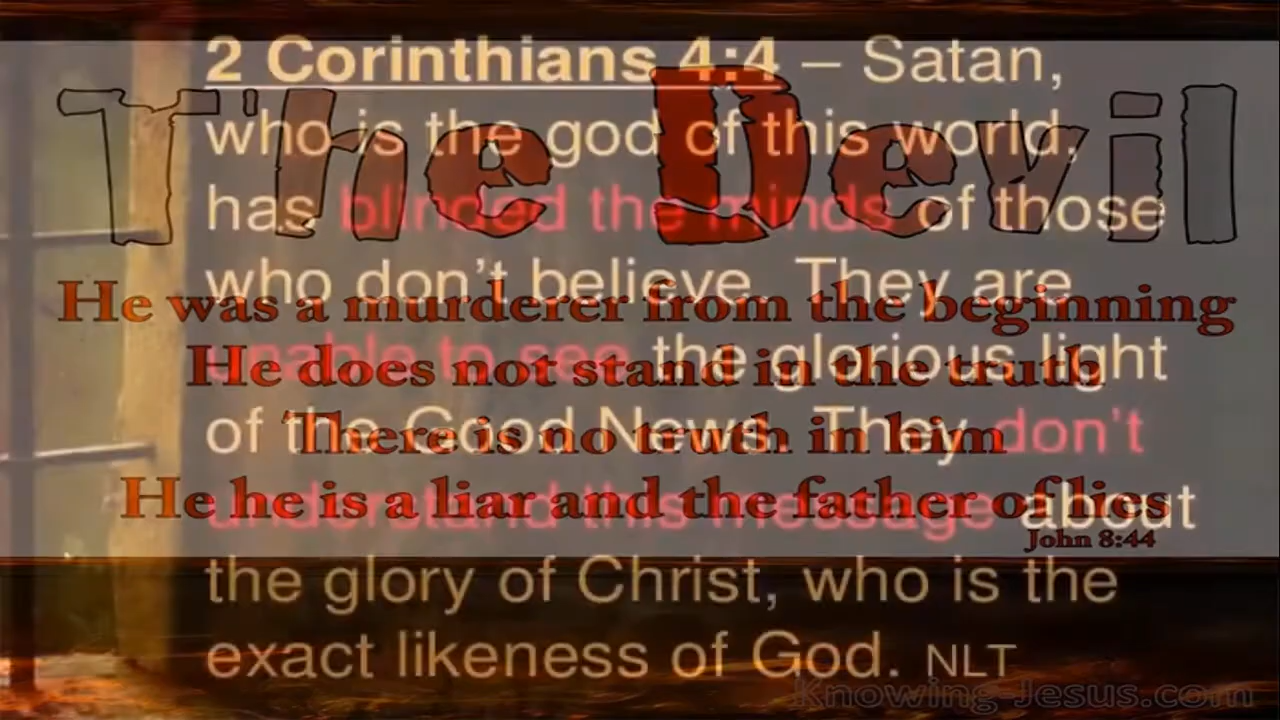 2 Corinthians 4:4 – Satan,
who is the god of this world,
has blinded the minds of those
who don't believe. They are
unable to see the glorious light
of the Good News. They don't
understand this message about
the glory of Christ, who is the
exact likeness of God. NLT
The Devil
He was a murderer from the beginning
He does not stand in the truth
There is no truth in him
He he is a liar and the father of lies
John 8:44
Knowing-Jesus.com